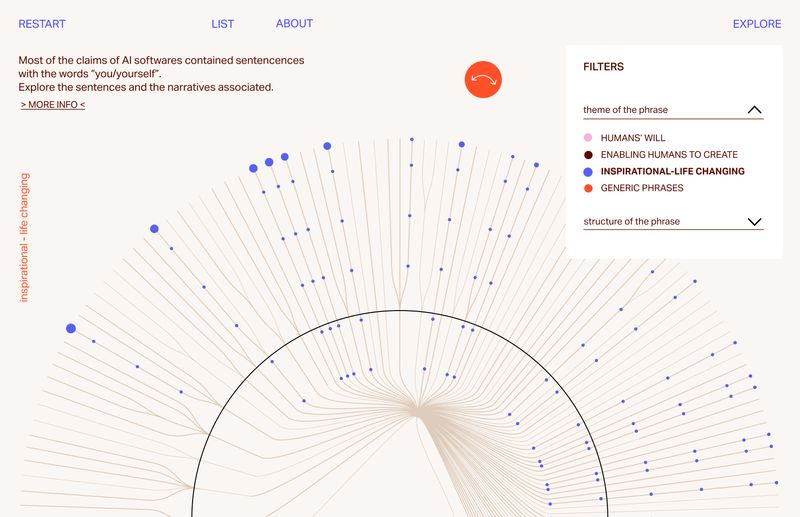 RESTART
LIST
ABOUT
EXPLORE
Most of the claims of AI softwares contained sentencences
with the words “you/yourself”.
Explore the sentences and the narratives associated.
> MORE INFO <
FILTERS
theme of the phrase
HUMANS’ WILL
ENABLING HUMANS TO CREATE
INSPIRATIONAL-LIFE CHANGING
GENERIC PHRASES
structure of the phrase
inspirational - life changing